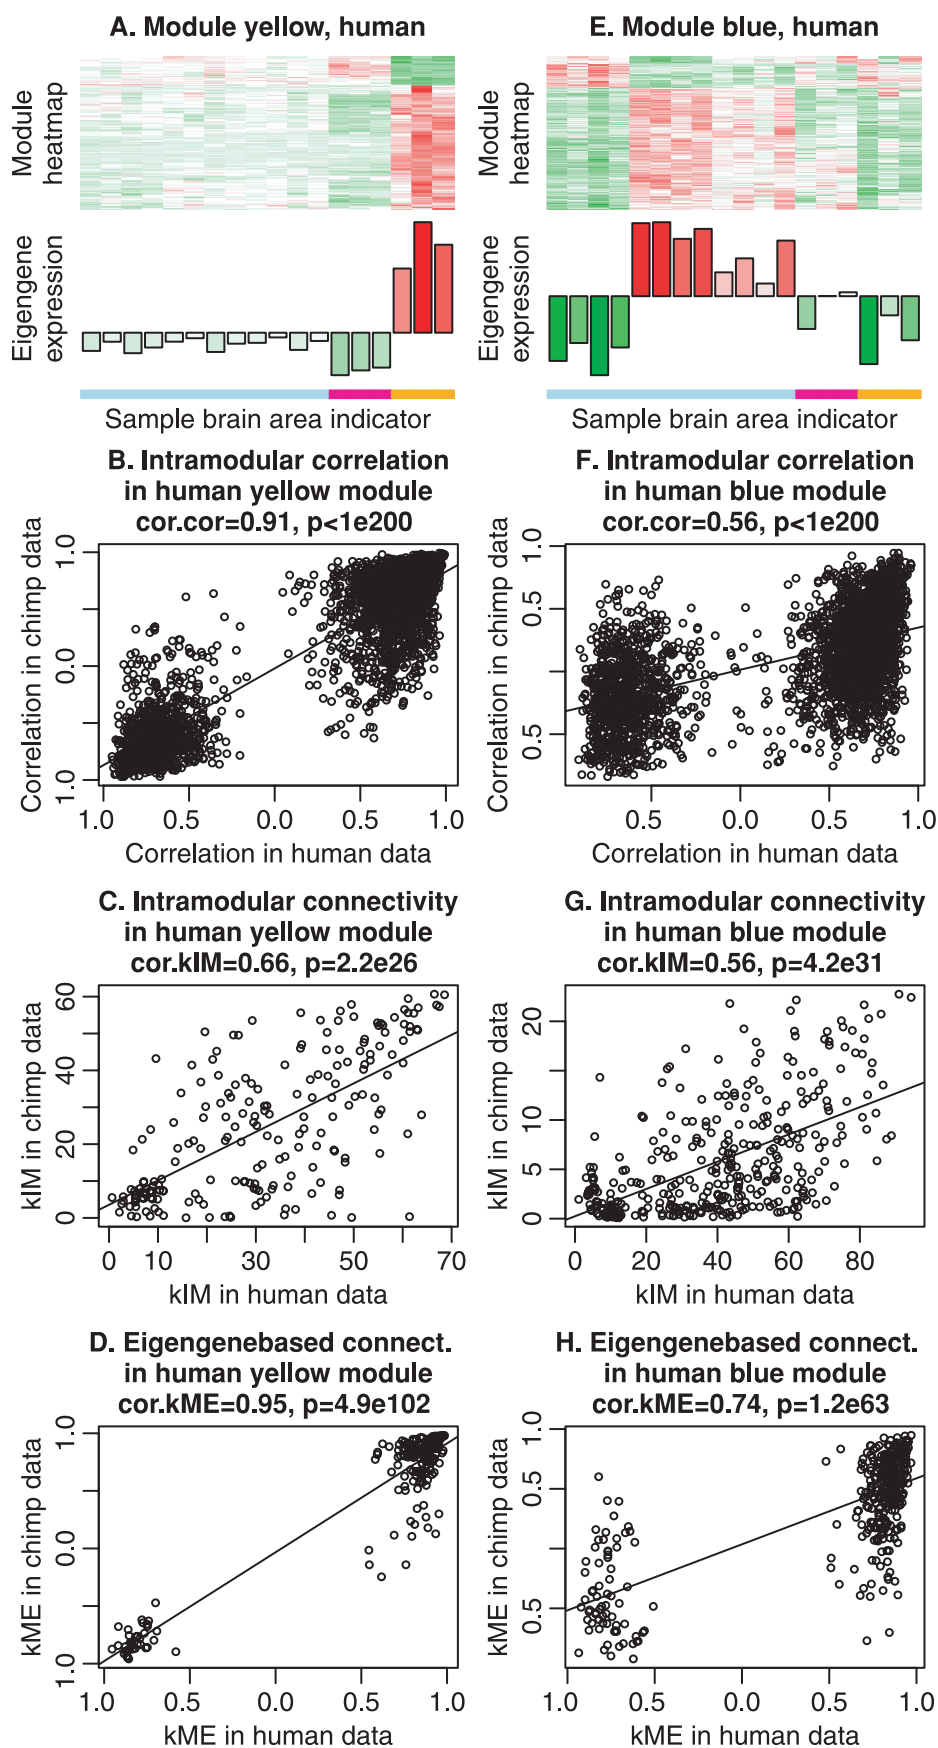 A. Module yellow, human
Module
heatmap
Eigengene
expression
Sample brain area indicator
B. Intramodular correlation
in human yellow module
cor.cor=0.91, p<1e200
Correlation in chimp data
1.0
0.0
1.0
1.0 0.5 0.0 0.5 1.0
Correlation in human data
C. Intramodular connectivity
in human yellow module
cor.kIM=0.66, p=2.2e26
kIM in chimp data
60
40
20
0
0 10 30 50 70
kIM in human data
D. Eigengenebased connect.
in human yellow module
cor.kME=0.95, p=4.9e102
kME in chimp data
1.0
0.0
1.0
1.0 0.5 0.0 0.5 1.0
kME in human data
E. Module blue, human
Module
heatmap
Eigengene
expression
Sample brain area indicator
F. Intramodular correlation
in human blue module
cor.cor=0.56, p<1e200
Correlation in chimp data
1.0
0.5
0.5
0.5 0.0 0.5 1.0
Correlation in human data
G. Intramodular connectivity
in human blue module
cor.kIM=0.56, p=4.2e31
kIM in chimp data
20
10
5
0
0 20 40 60 80
kIM in human data
H. Eigengenebased connect.
in human blue module
cor.kME=0.74, p=1.2e63
kME in chimp data
1.0
0.5
0.5
1.0 0.5 0.0 0.5 1.0
kME in human data